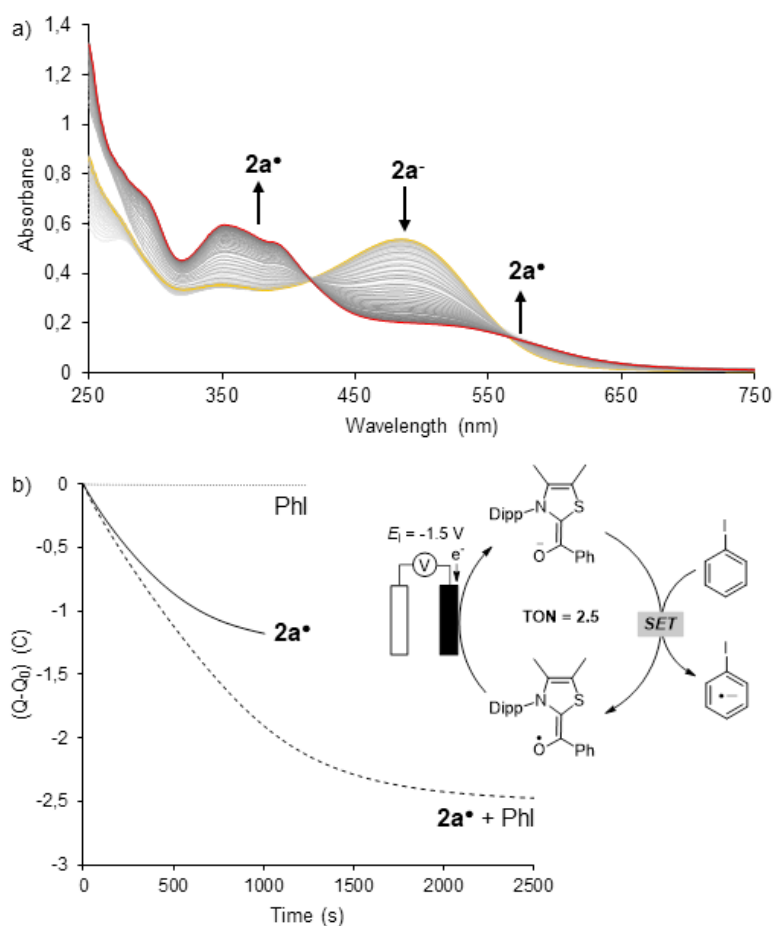 a)
1,4
1,2
1
0,8
0,6
0,4
0,2
0
Absorbance
2a•
2a-
2a•
250 350 450 550 650 750
Wavelength (nm)
b)
0
-0,5
-1
-1,5
-2
-2,5
-3
(Q-Q0) (C)
PhI
2a•
2a• + PhI
0 500 1000 1500 2000 2500
Time (s)
EI = -1.5 V
e-
V
Dipp N S
-O Ph
I
TON = 2.5
SET
Dipp N S
•O Ph
I
• −